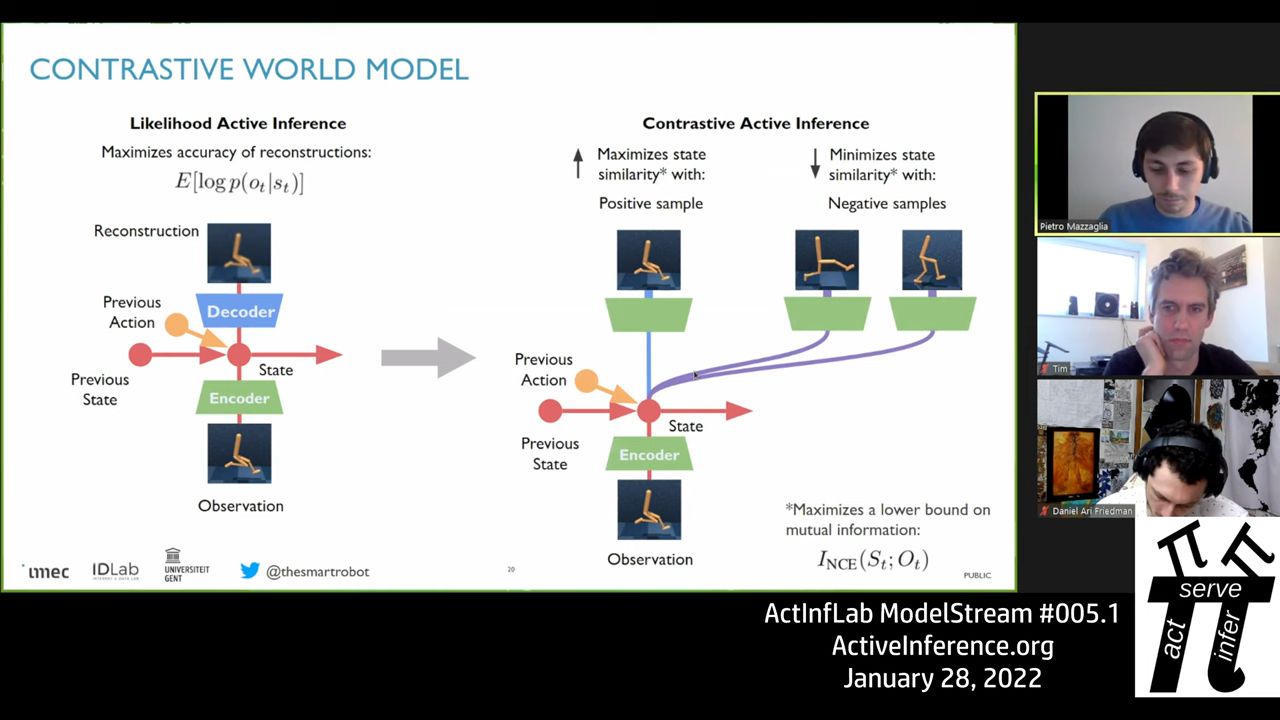 CONTRASTIVE WORLD MODEL
Likelihood Active Inference
Maximizes accuracy of reconstructions:
E[log p(o_t|s_t)]
Reconstruction
Decoder
Previous
Action
State
Previous
State
Encoder
Observation
Contrastive Active Inference
Maximizes state
similarity* with:
Positive sample
Minimizes state
similarity* with:
Negative samples
Previous
Action
State
Previous
State
Encoder
Observation
*Maximizes a lower bound on
mutual information:
I_NCE(S_t; O_t)
imec
IDLab
INTERNET & DATA LAB
UNIVERSITEIT
GENT
@thesmartrobot
20
PUBLIC
Pietro Mazzaglia
Tim
Daniel Ari Friedman
act
serve
infer
ActInfLab ModelStream #005.1
ActiveInference.org
January 28, 2022